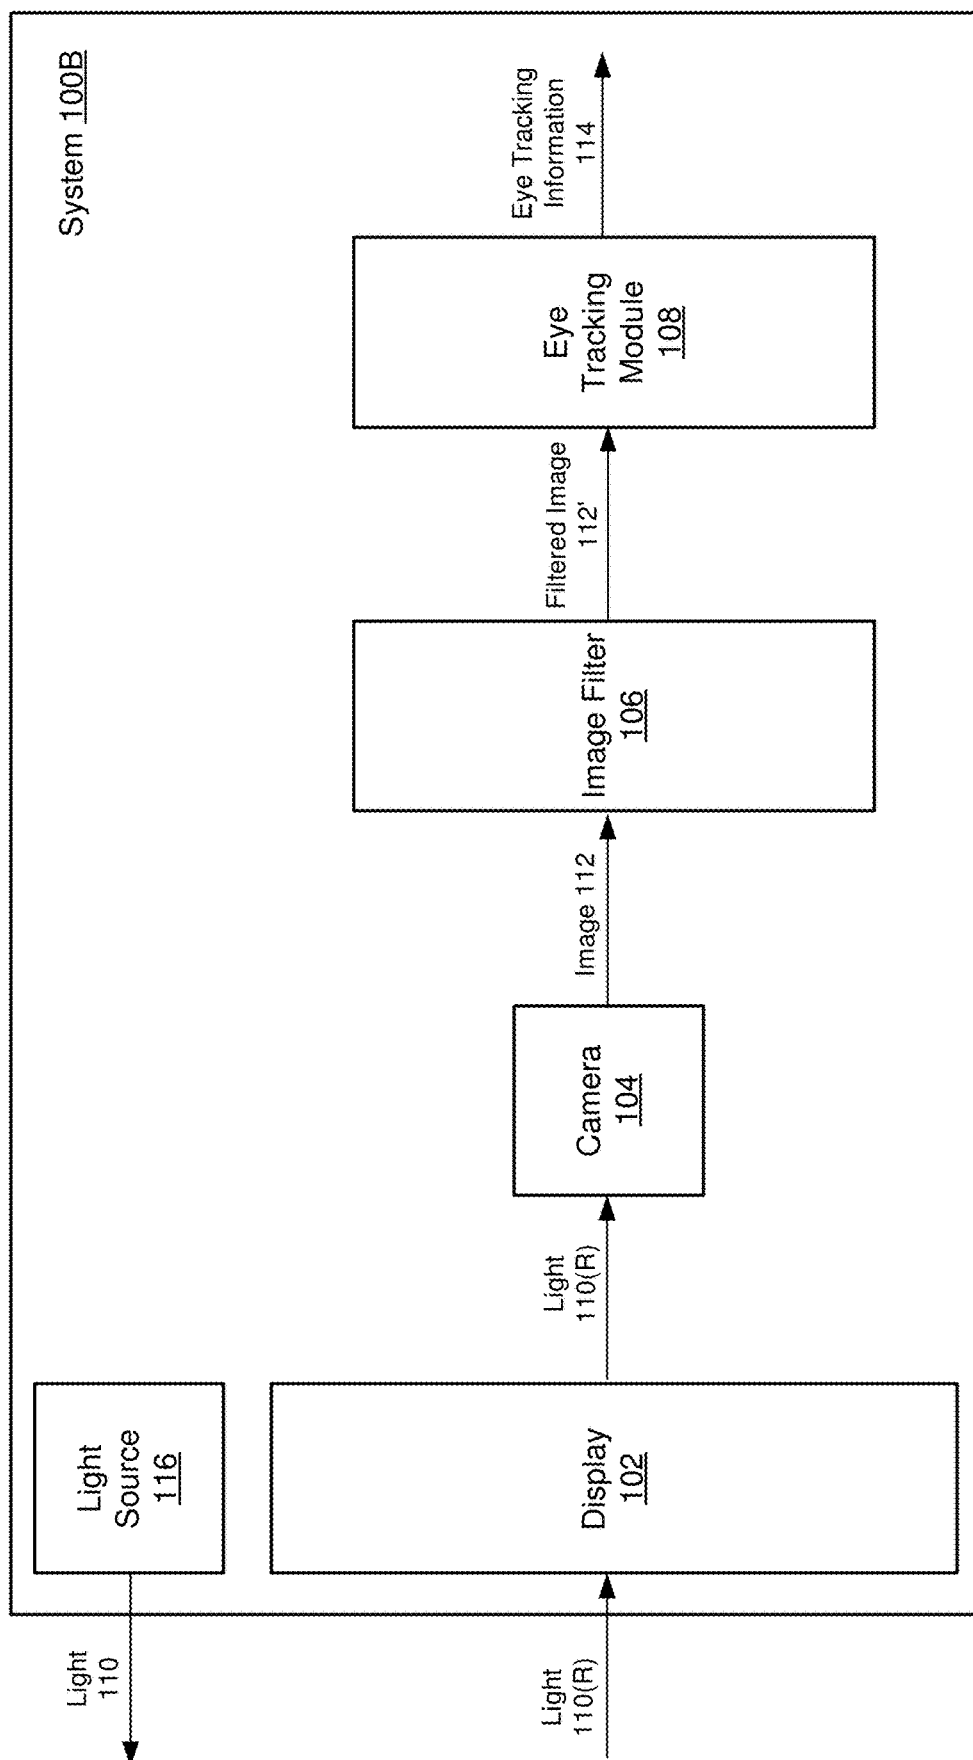 System 100B
Light
110
Light
Source
116
Light
110(R)
Display
102
Light
110(R)
Camera
104
Image 112
Image Filter
106
Filtered Image
112'
Eye
Tracking
Module
108
Eye Tracking
Information
114